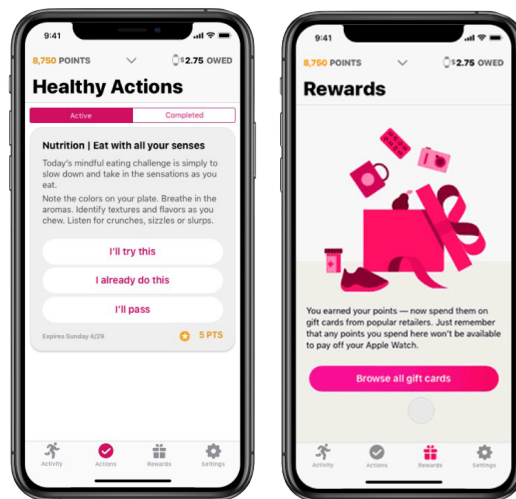 9:41
8,750 POINTS
$2.75 OWED
Healthy Actions
Active
Completed
Nutrition | Eat with all your senses
Today's mindful eating challenge is simply to
slow down and take in the sensations as you
eat.
Note the colors on your plate. Breathe in the
aromas. Identify textures and flavors as you
chew. Listen for crunches, sizzles or slurps.
I'll try this
I already do this
I'll pass
Expires Sunday 4/29
5 PTS
Activity
Actions
Rewards
Settings
9:41
8,750 POINTS
$2.75 OWED
Rewards
You earned your points — now spend them on
gift cards from popular retailers. Just remember
that any points you spend here won't be available
to pay off your Apple Watch.
Browse all gift cards
Activity
Actions
Rewards
Settings